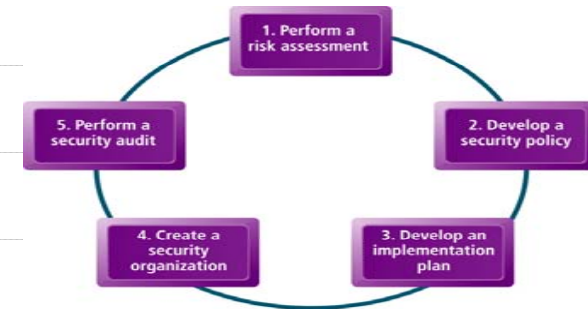 1. Perform a
risk assessment
2. Develop a
security policy
3. Develop an
implementation
plan
4. Create a
security
organization
5. Perform a
security audit